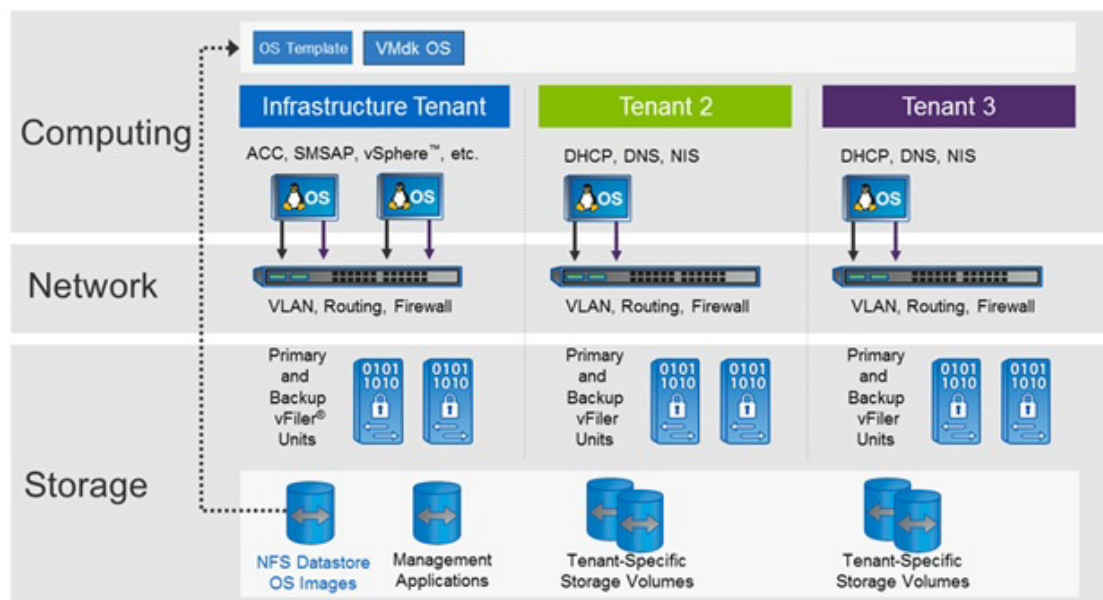 OS Template
VMdk OS
Computing
Infrastructure Tenant
Tenant 2
Tenant 3
ACC, SMSAP, vSphere™, etc.
DHCP, DNS, NIS
DHCP, DNS, NIS
OS
OS
OS
OS
Network
VLAN, Routing, Firewall
VLAN, Routing, Firewall
VLAN, Routing, Firewall
Storage
Primary
and
Backup
vFiler®
Units
0101
1010
0101
1010
Primary
and
Backup
vFiler
Units
0101
1010
0101
1010
Primary
and
Backup
vFiler
Units
0101
1010
0101
1010
NFS Datastore
OS Images
Management
Applications
Tenant-Specific
Storage Volumes
Tenant-Specific
Storage Volumes